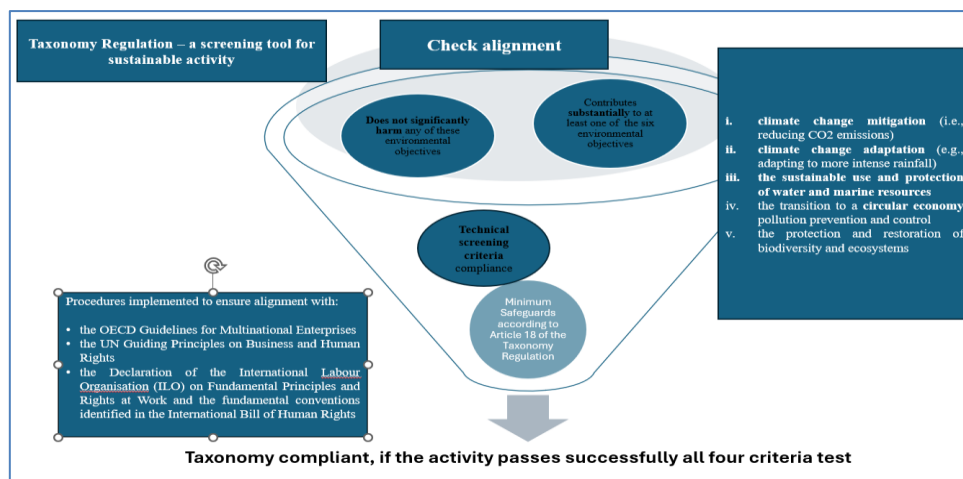 Taxonomy Regulation – a screening tool for
sustainable activity
Check alignment
Does not significantly
harm any of these
environmental
objectives
Contributes
substantially to at
least one of the six
environmental
objectives
i. climate change mitigation (i.e.,
reducing CO2 emissions)
ii. climate change adaptation (e.g.,
adapting to more intense rainfall)
iii. the sustainable use and protection
of water and marine resources
iv. the transition to a circular economy
pollution prevention and control
v. the protection and restoration of
biodiversity and ecosystems
Technical
screening
criteria
compliance
Minimum
Safeguards
according to
Article 18 of the
Taxonomy
Regulation
Procedures implemented to ensure alignment with:
• the OECD Guidelines for Multinational Enterprises
• the UN Guiding Principles on Business and Human
Rights
• the Declaration of the International Labour
Organisation (ILO) on Fundamental Principles and
Rights at Work and the fundamental conventions
identified in the International Bill of Human Rights
Taxonomy compliant, if the activity passes successfully all four criteria test